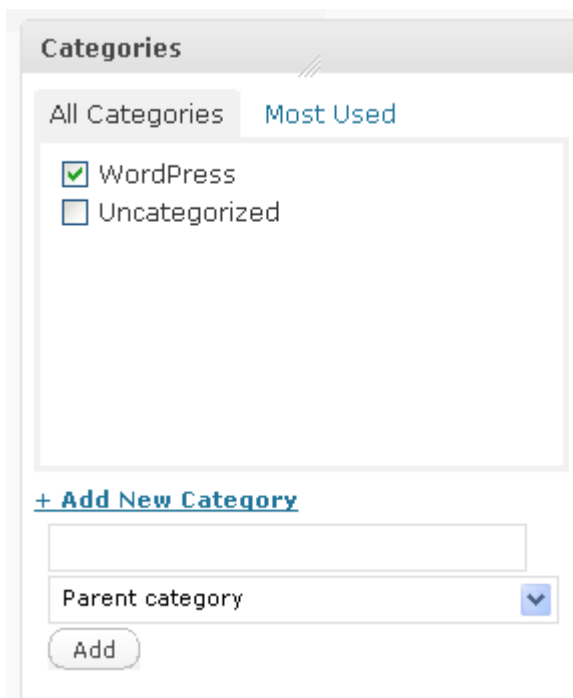 Categories
All Categories Most Used
WordPress
Uncategorized
+ Add New Category
Parent category
Add